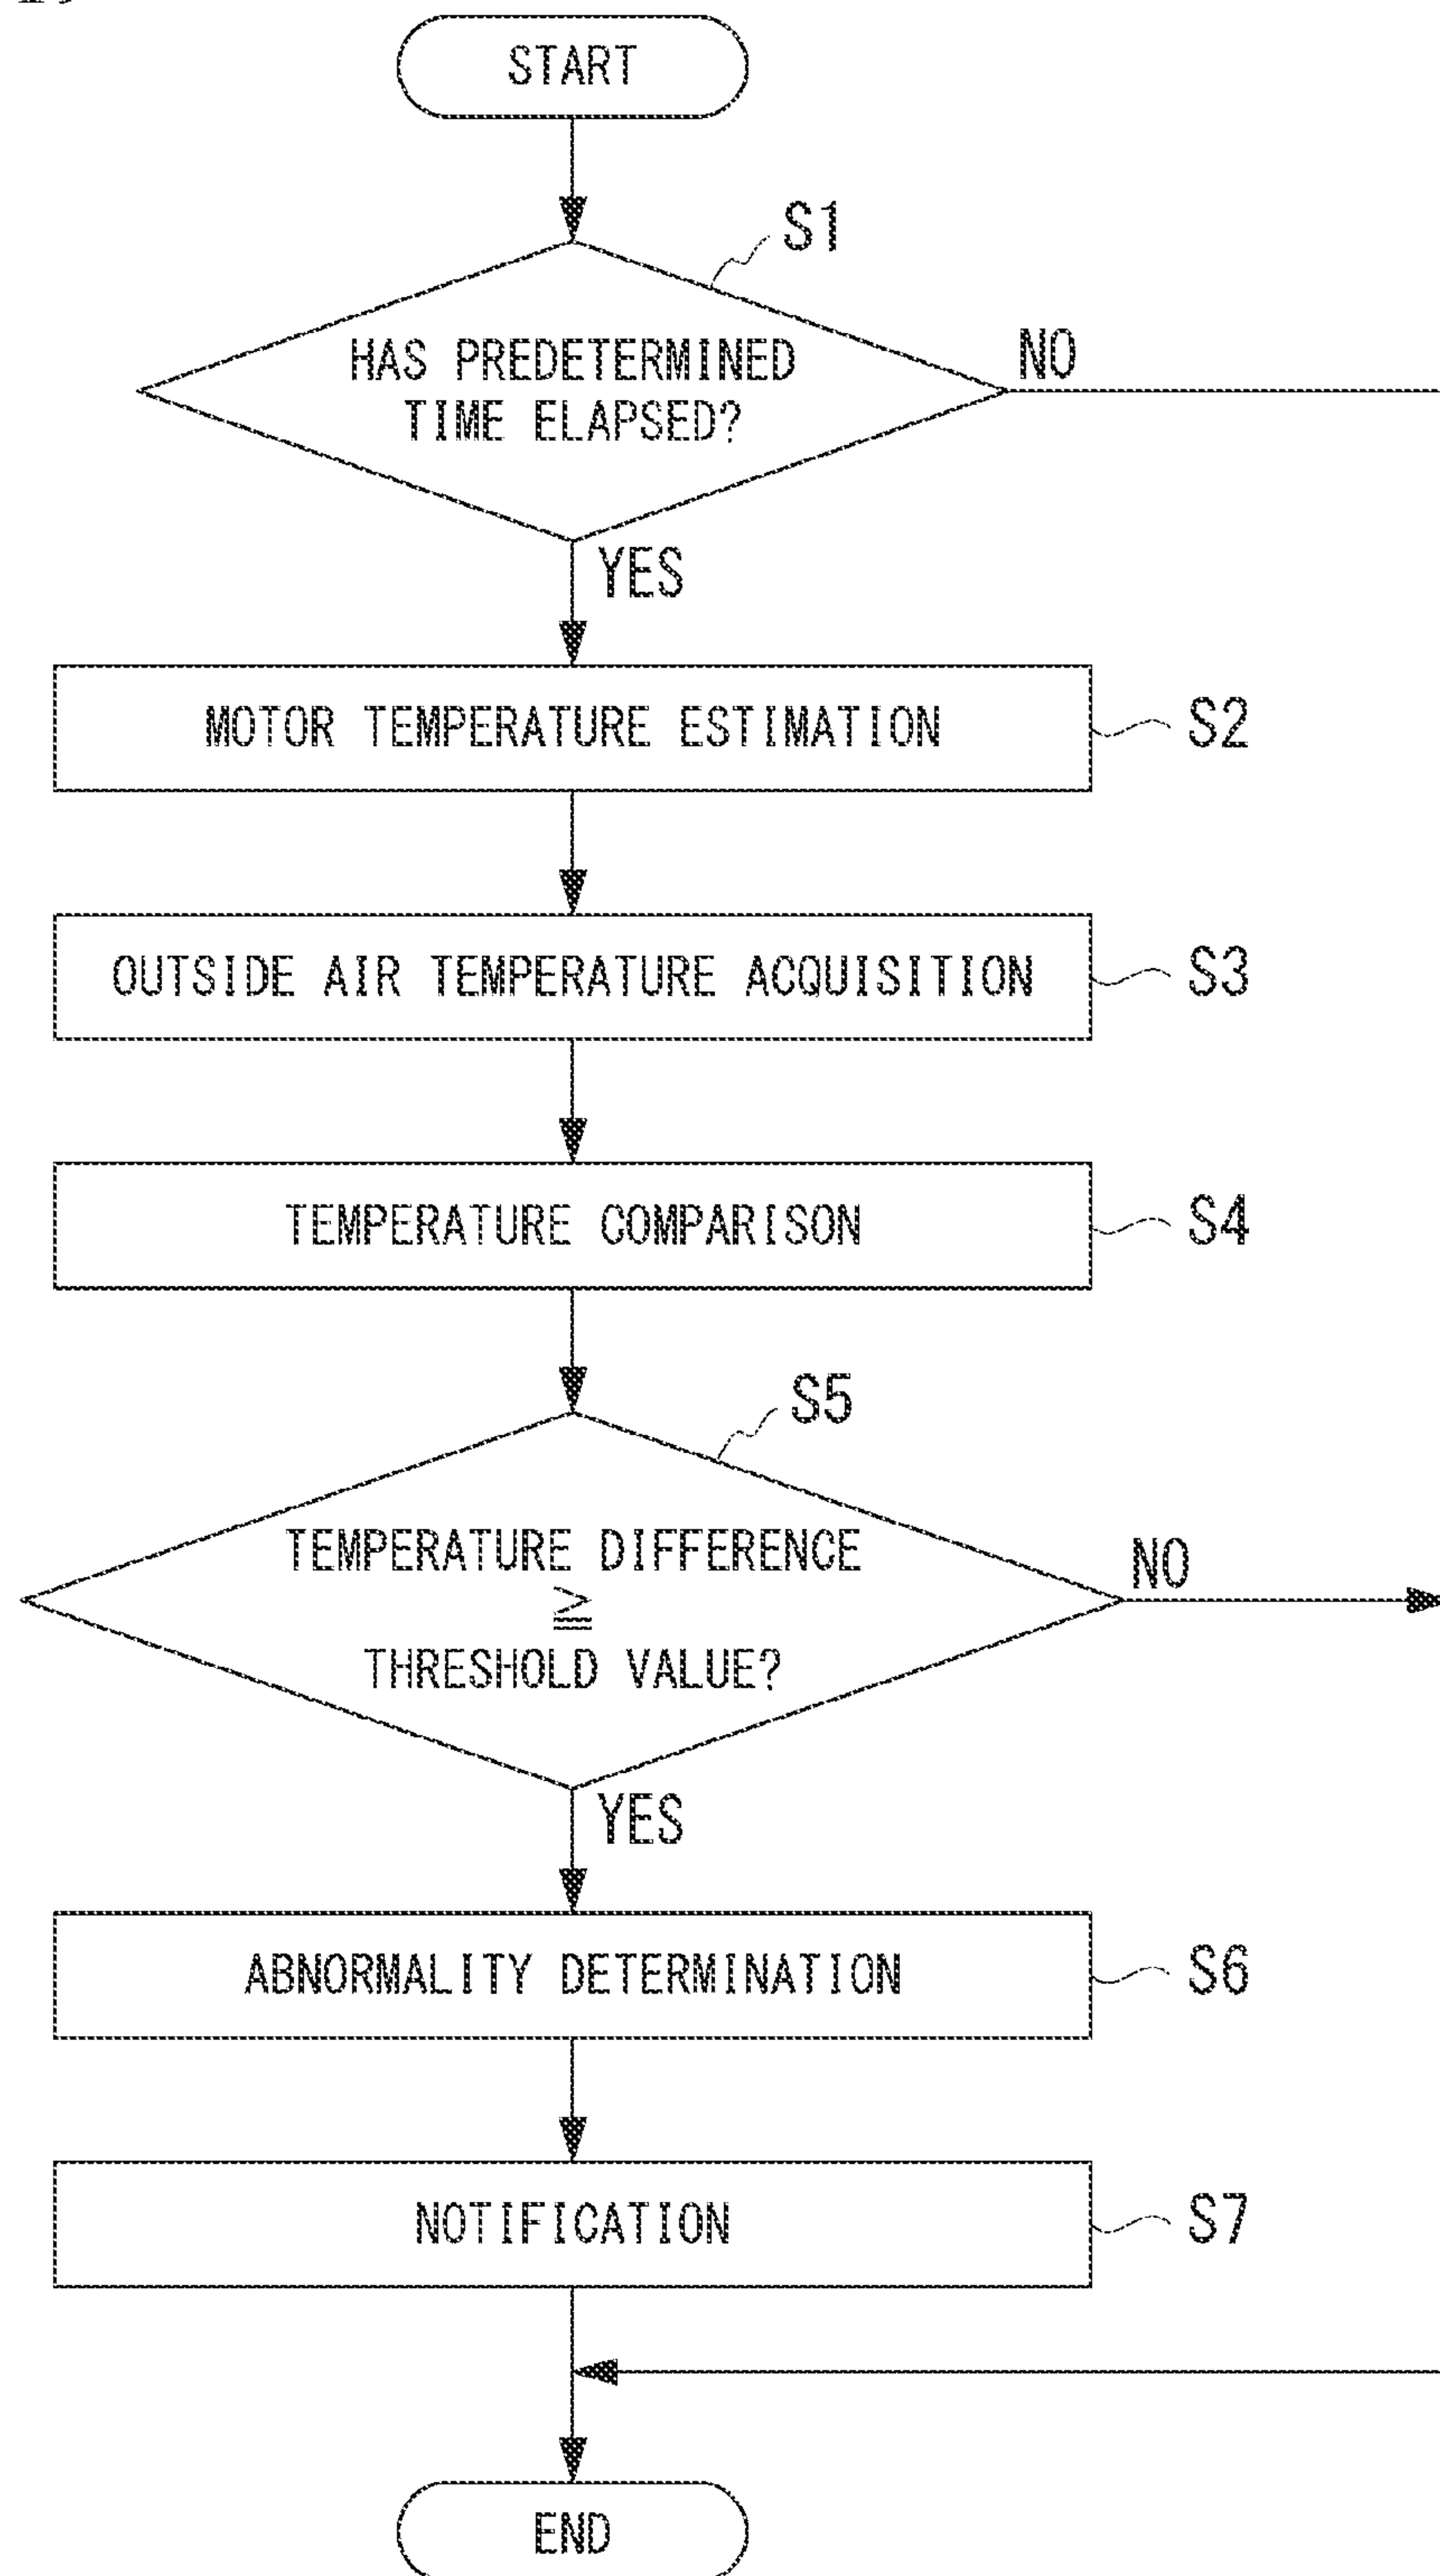 START
S1
HAS PREDETERMINED
TIME ELAPSED?
NO
YES
MOTOR TEMPERATURE ESTIMATION
S2
OUTSIDE AIR TEMPERATURE ACQUISITION
S3
TEMPERATURE COMPARISON
S4
S5
TEMPERATURE DIFFERENCE
≧
THRESHOLD VALUE?
NO
YES
ABNORMALITY DETERMINATION
S6
NOTIFICATION
S7
END